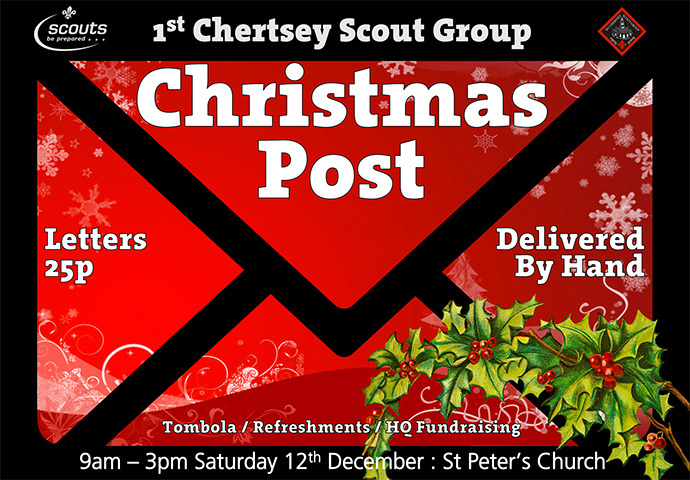 scouts
be prepared . . .
1st Chertsey Scout Group
Christmas
Post
Letters
25p
Delivered
By Hand
Tombola / Refreshments / HQ Fundraising
9am – 3pm Saturday 12th December : St Peter's Church